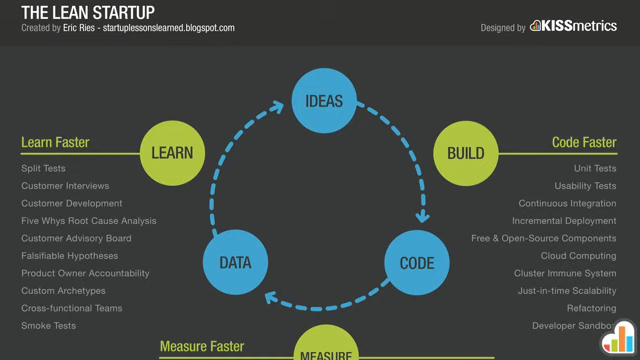 THE LEAN STARTUP
Created by Eric Ries - startuplessonslearned.blogspot.com
Designed by KISSmetrics
IDEAS
LEARN
BUILD
CODE
DATA
Learn Faster
Split Tests
Customer Interviews
Customer Development
Five Whys Root Cause Analysis
Customer Advisory Board
Falsifiable Hypotheses
Product Owner Accountability
Custom Archetypes
Cross-functional Teams
Smoke Tests
Code Faster
Unit Tests
Usability Tests
Continuous Integration
Incremental Deployment
Free & Open-Source Components
Cloud Computing
Cluster Immune System
Just-in-time Scalability
Refactoring
Developer Sandbox
Measure Faster
MEASURE